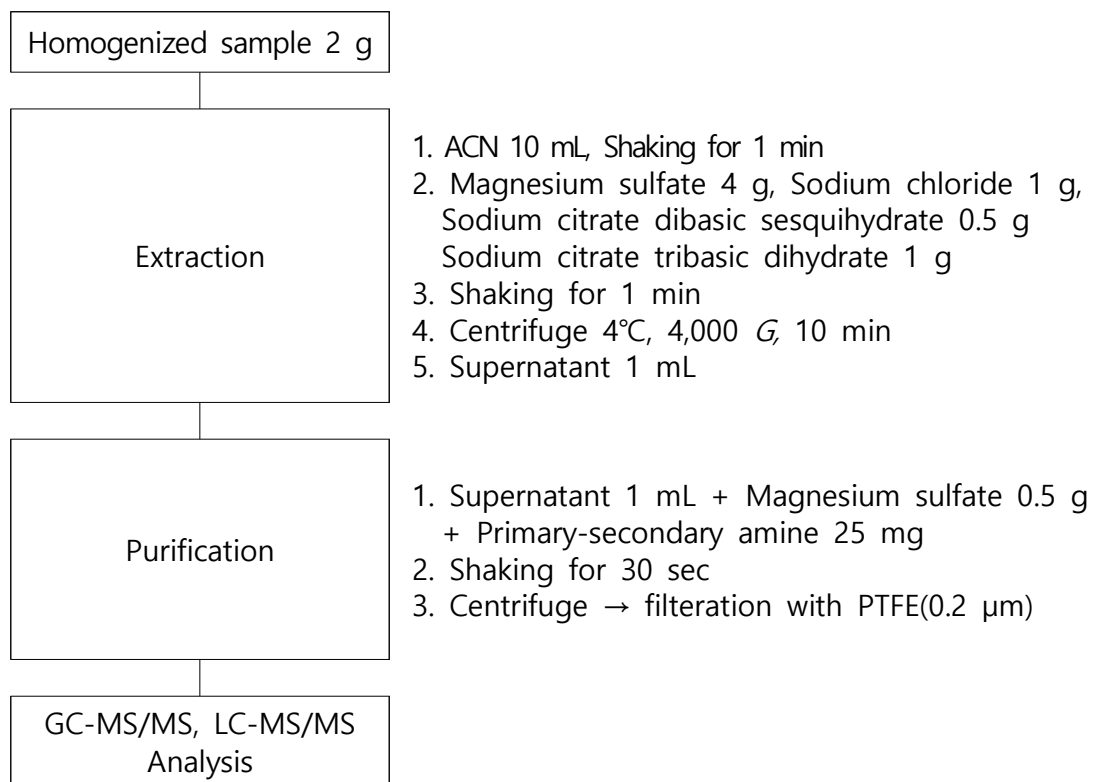 Homogenized sample 2 g
Extraction
1. ACN 10 mL, Shaking for 1 min
2. Magnesium sulfate 4 g, Sodium chloride 1 g,
Sodium citrate dibasic sesquihydrate 0.5 g
Sodium citrate tribasic dihydrate 1 g
3. Shaking for 1 min
4. Centrifuge 4℃, 4,000 G, 10 min
5. Supernatant 1 mL
Purification
1. Supernatant 1 mL + Magnesium sulfate 0.5 g
+ Primary-secondary amine 25 mg
2. Shaking for 30 sec
3. Centrifuge → filteration with PTFE(0.2 μm)
GC-MS/MS, LC-MS/MS
Analysis